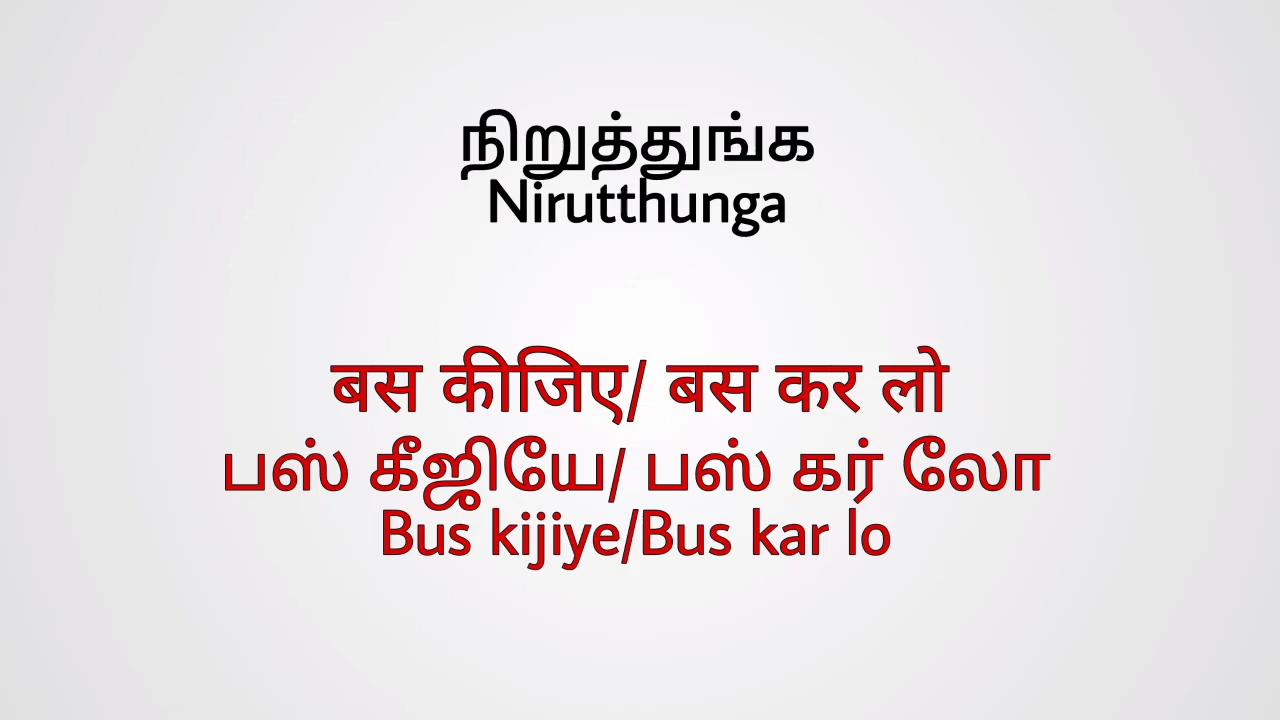 நிறுத்துங்க
Nirutthunga
बस कीजिए/ बस कर लो
பஸ் கீஜியே/ பஸ் கர் லோ
Bus kijiye/Bus kar lo